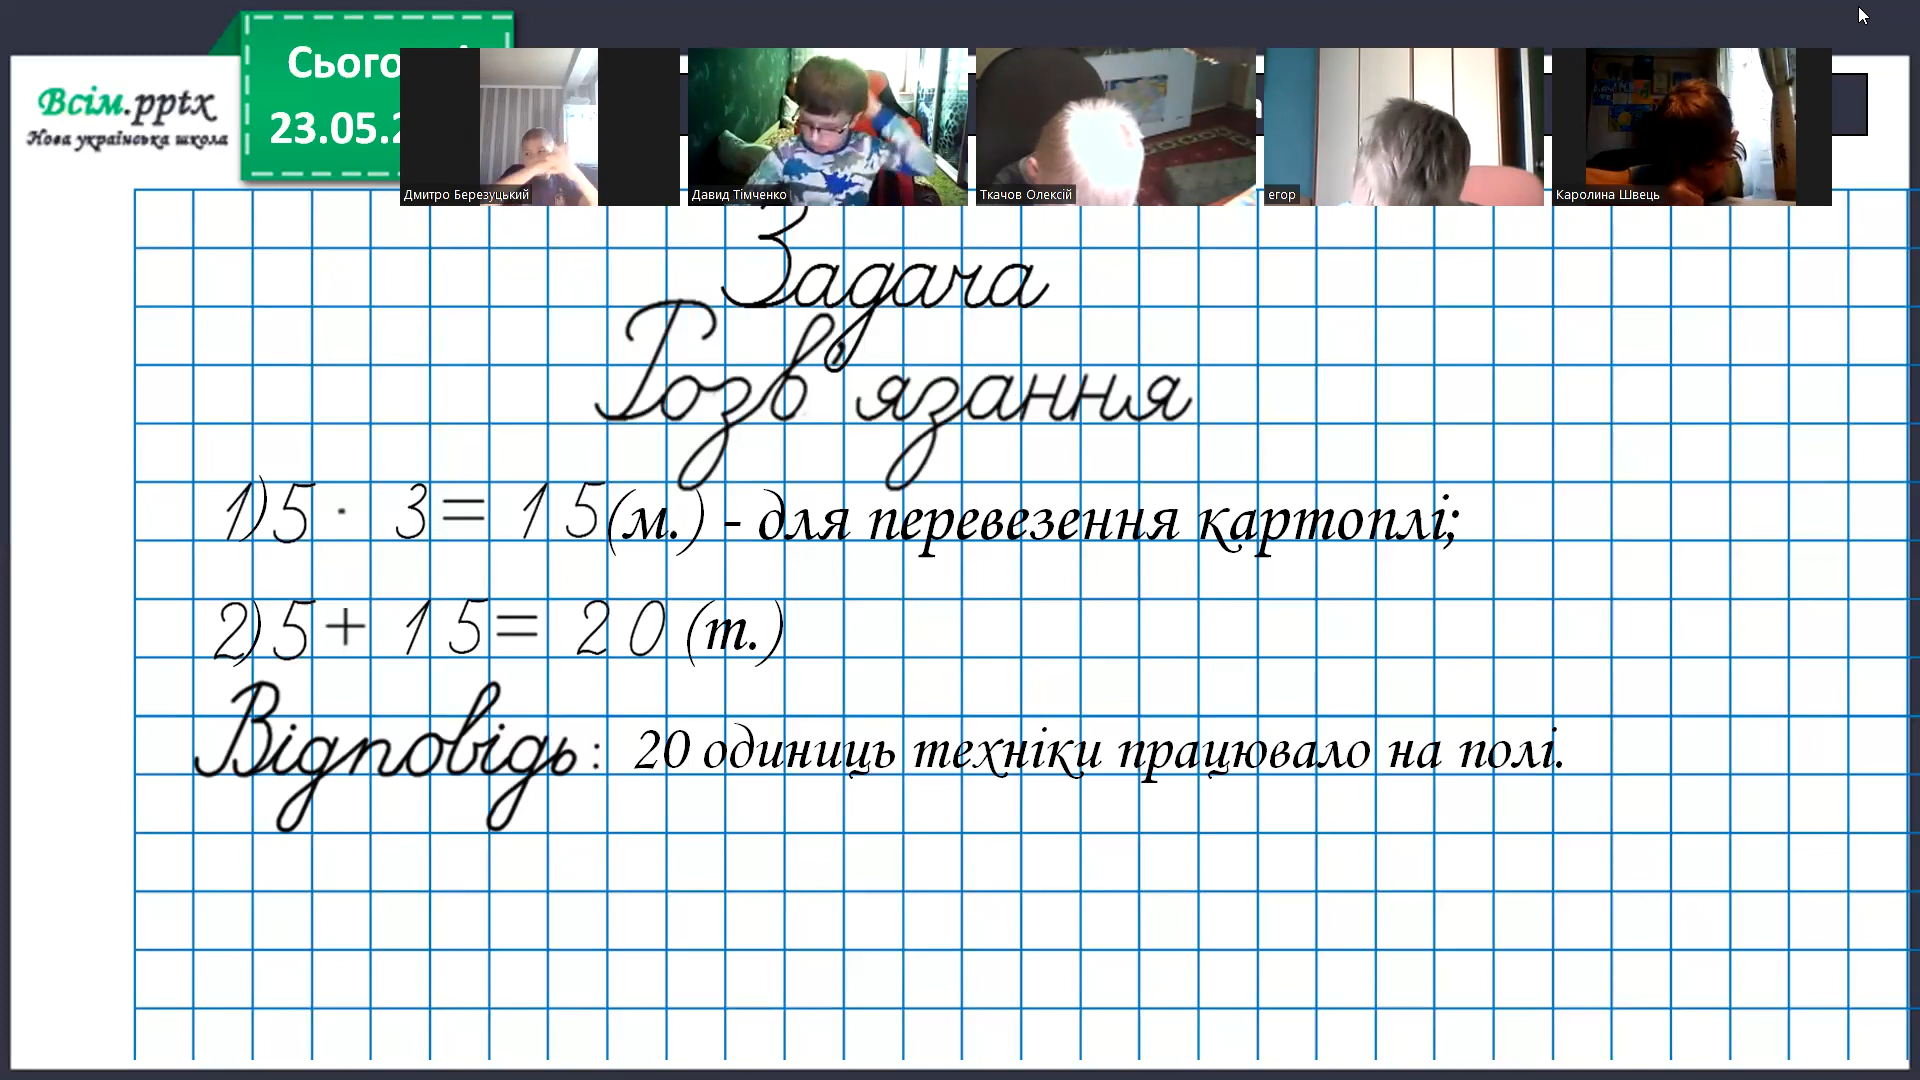 Всім.pptx
Нова українська школа
23.05.2
Дмитро Березуцький
Давид Тімченко
Ткачов Олексій
егор
Каролина Швець
Задача
Розв'язання
1) 5 · 3 = 15 (м.) - для перевезення картоплі;
2) 5 + 15 = 20 (т.)
Відповідь: 20 одиниць техніки працювало на полі.